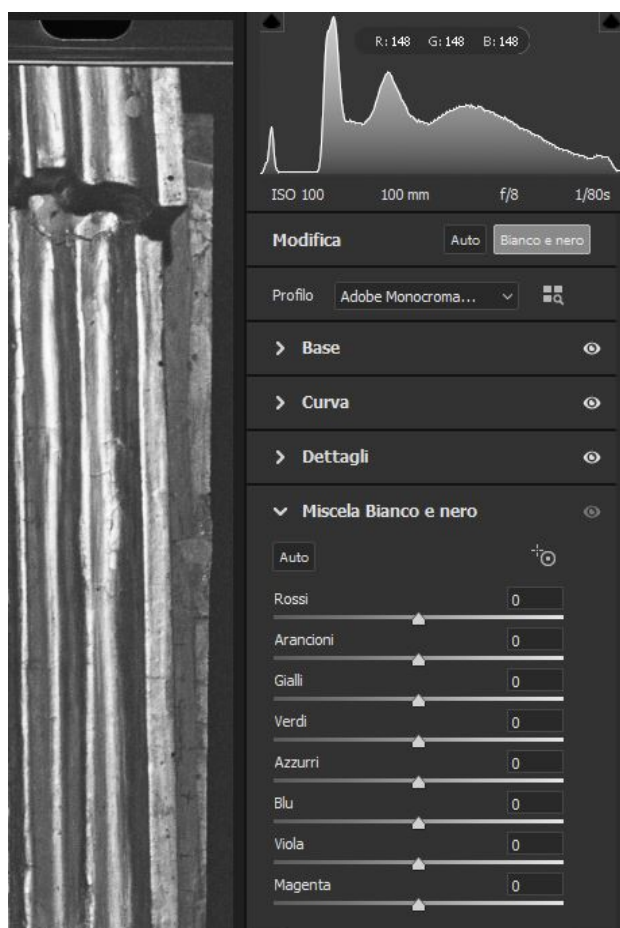 R: 148 G: 148 B: 148
ISO 100 100 mm f/8 1/80s
Modifica Auto Bianco e nero
Profilo Adobe Monocroma...
Base
Curva
Dettagli
Miscela Bianco e nero
Auto
Rossi 0
Arancioni 0
Gialli 0
Verdi 0
Azzurri 0
Blu 0
Viola 0
Magenta 0